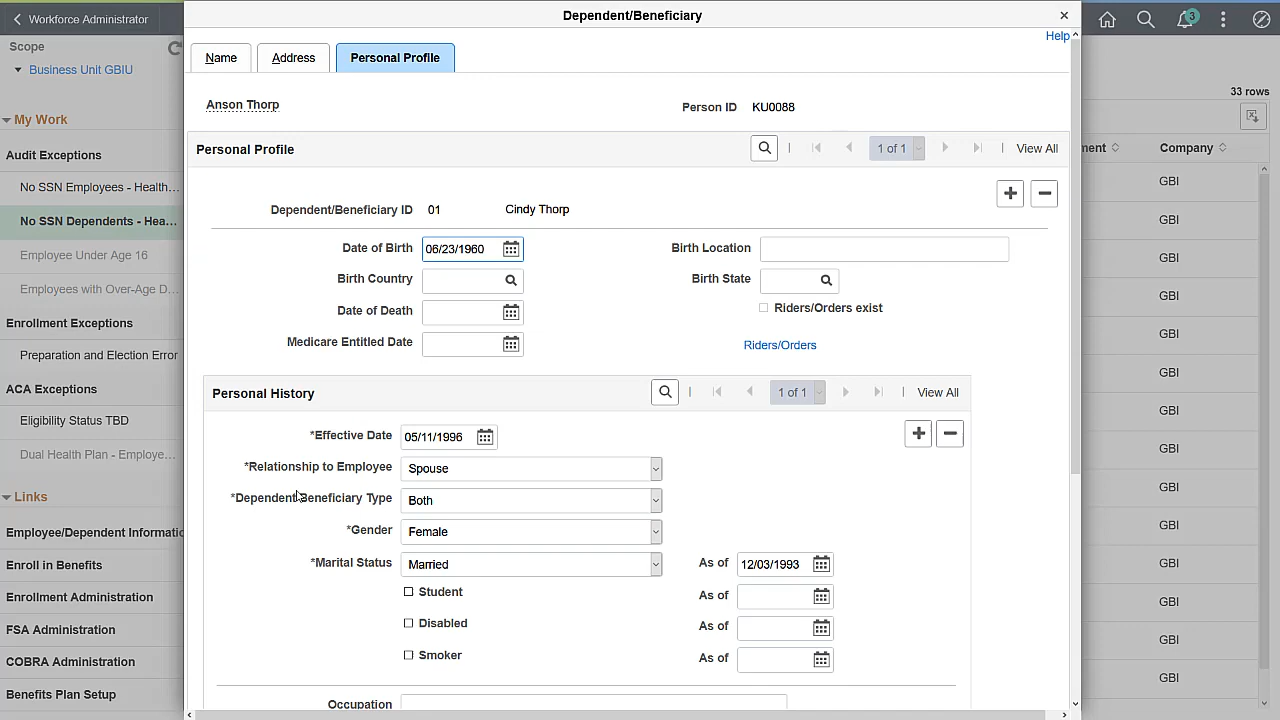 Workforce Administrator
Dependent/Beneficiary
3
Scope
Business Unit GBIU
Help
Name
Address
Personal Profile
33 rows
My Work
Anson Thorp
Person ID KU0088
Audit Exceptions
Personal Profile
1 of 1
View All
ment
Company
No SSN Employees - Health...
GBI
Dependent/Beneficiary ID 01 Cindy Thorp
No SSN Dependents - Hea...
GBI
Date of Birth 06/23/1960
Birth Location
Employee Under Age 16
GBI
Birth Country
Birth State
Employees with Over-Age D...
GBI
Date of Death
Riders/Orders exist
Enrollment Exceptions
GBI
Medicare Entitled Date
Riders/Orders
Preparation and Election Error
GBI
ACA Exceptions
Personal History
1 of 1
View All
GBI
Eligibility Status TBD
*Effective Date 05/11/1996
GBI
Dual Health Plan - Employe...
*Relationship to Employee Spouse
GBI
Links
*Dependent/Beneficiary Type Both
GBI
Employee/Dependent Informatic
*Gender Female
GBI
Enroll in Benefits
*Marital Status Married
As of 12/03/1993
GBI
Enrollment Administration
Student
As of
GBI
FSA Administration
Disabled
As of
GBI
COBRA Administration
Smoker
As of
GBI
Benefits Plan Setup
Occupation